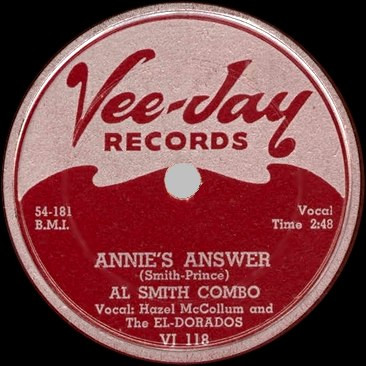 Vee-Jay
RECORDS
54-181
B.M.I.
Vocal
Time 2:48
ANNIE'S ANSWER
(Smith-Prince)
AL SMITH COMBO
Vocal: Hazel McCollum and
The EL-DORADOS
VJ 118